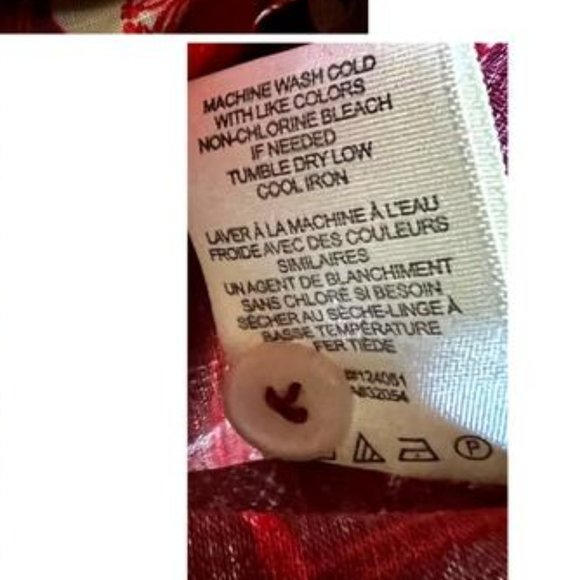 MACHINE WASH COLD
WITH LIKE COLORS
NON-CHLORINE BLEACH
IF NEEDED
TUMBLE DRY LOW
COOL IRON
LAVER À LA MACHINE À L'EAU
FROIDE AVEC DES COULEURS
SIMILAIRES
UN AGENT DE BLANCHIMENT
SANS CHLORE SI BESOIN
SÉCHER AU SÈCHE-LINGE À
BASSE TEMPÉRATURE
FER TIÈDE
P